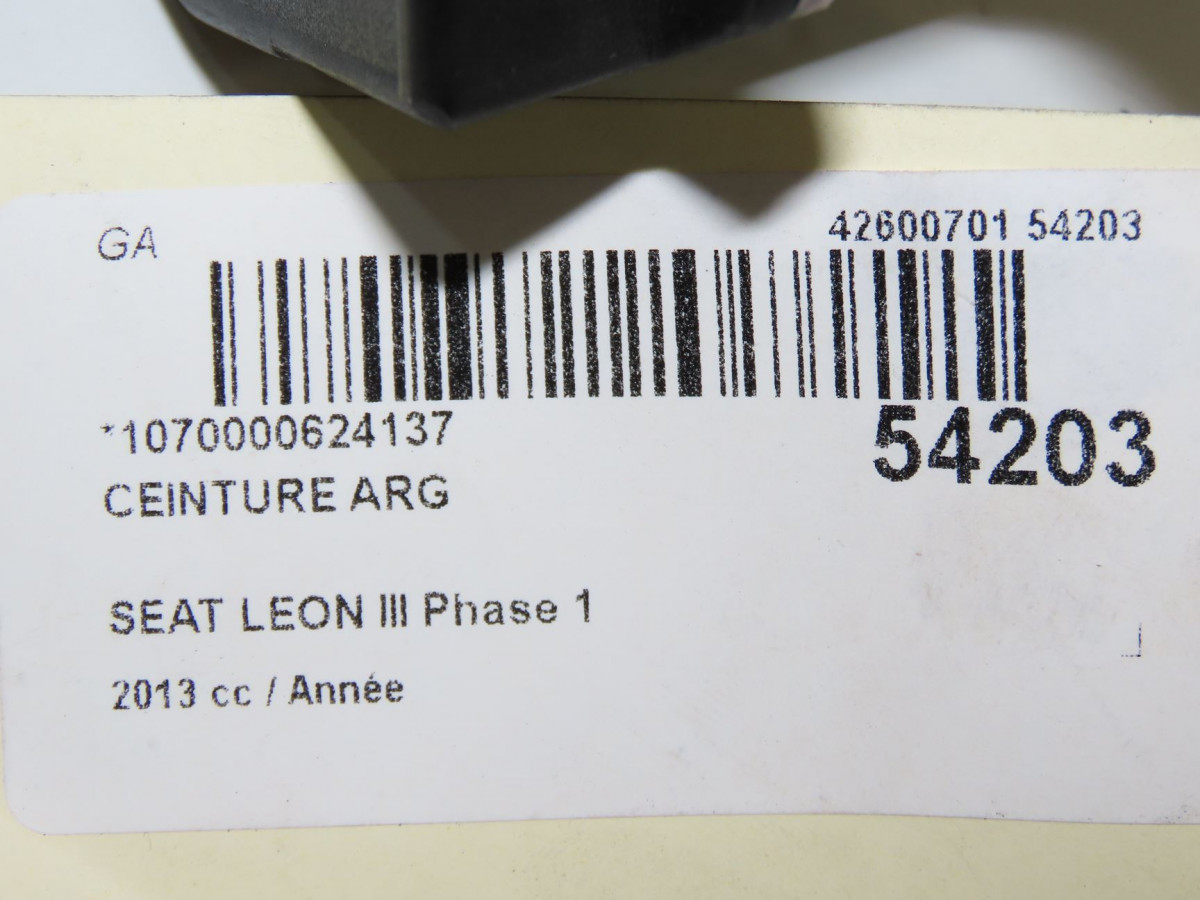 GA
42600701 54203
*1070000624137
54203
CEINTURE ARG
SEAT LEON III Phase 1
2013 cc / Année